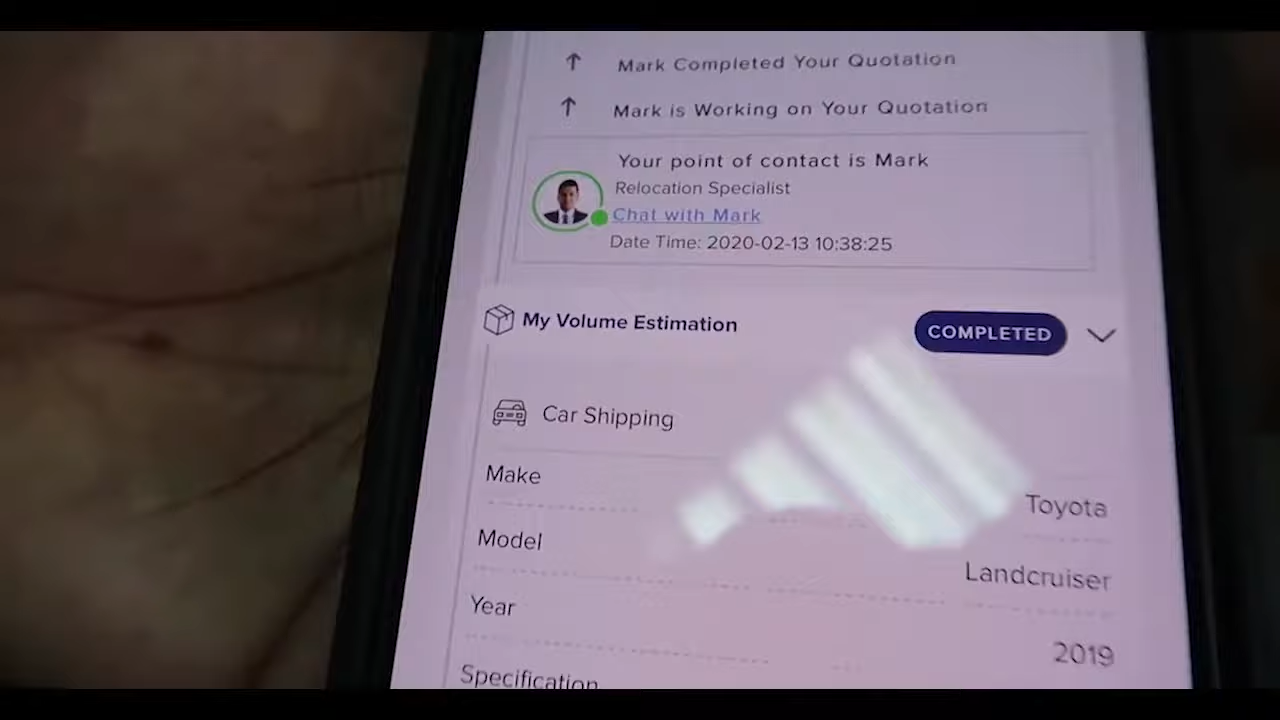 Mark Completed Your Quotation
Mark is Working on Your Quotation
Your point of contact is Mark
Relocation Specialist
Chat with Mark
Date Time: 2020-02-13 10:38:25
My Volume Estimation
COMPLETED
Car Shipping
Make
Toyota
Model
Landcruiser
Year
2019
Specification